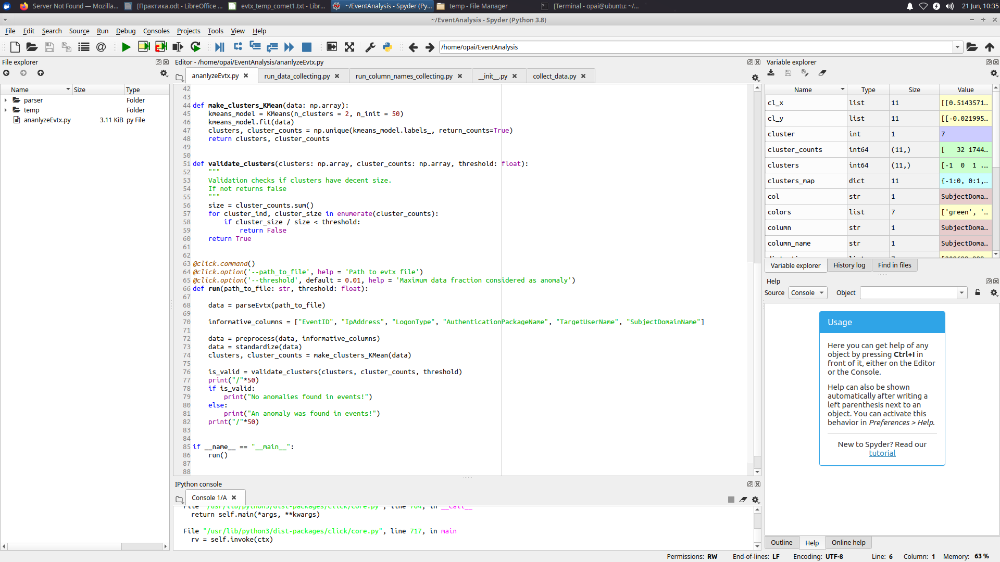 Server Not Found — Mozilla...
[Практика.odt - LibreOffice ...
evtx_temp_comet1.txt - Libr...
~/EventAnalysis - Spyder (Py...
temp - File Manager
[Terminal - opai@ubuntu: ~/...
21 Jun, 10:35
~/EventAnalysis - Spyder (Python 3.8)
File Edit Search Source Run Debug Consoles Projects Tools View Help
/home/opai/EventAnalysis
File explorer
Name Size Type
parser Folder
temp Folder
ananlyzeEvtx.py 3.11 KiB py File
Editor - /home/opai/EventAnalysis/ananlyzeEvtx.py
ananlyzeEvtx.py run_data_collecting.py run_column_names_collecting.py __init__.py collect_data.py
42
43
44 def make_clusters_KMean(data: np.array):
45 kmeans_model = KMeans(n_clusters = 2, n_init = 50)
46 kmeans_model.fit(data)
47 clusters, cluster_counts = np.unique(kmeans_model.labels_, return_counts=True)
48 return clusters, cluster_counts
49
50
51 def validate_clusters(clusters: np.array, cluster_counts: np.array, threshold: float):
52 """
53 Validation checks if clusters have decent size.
54 If not returns false
55 """
56 size = cluster_counts.sum()
57 for cluster_ind, cluster_size in enumerate(cluster_counts):
58 if cluster_size / size < threshold:
59 return False
60 return True
61
62
63 @click.command()
64 @click.option('--path_to_file', help = 'Path to evtx file')
65 @click.option('--threshold', default = 0.01, help = 'Maximum data fraction considered as anomaly')
66 def run(path_to_file: str, threshold: float):
67
68 data = parseEvtx(path_to_file)
69
70 informative_columns = ["EventID", "IpAddress", "LogonType", "AuthenticationPackageName", "TargetUserName", "SubjectDomainName"]
71
72 data = preprocess(data, informative_columns)
73 data = standardize(data)
74 clusters, cluster_counts = make_clusters_KMean(data)
75
76 is_valid = validate_clusters(clusters, cluster_counts, threshold)
77 print("/"*50)
78 if is_valid:
79 print("No anomalies found in events!")
80 else:
81 print("An anomaly was found in events!")
82 print("/"*50)
83
84
85 if __name__ == "__main__":
86 run()
87
88
IPython console
Console 1/A
File "/usr/lib/python3/dist-packages/click/core.py", line 764, in __call__
return self.main(*args, **kwargs)
File "/usr/lib/python3/dist-packages/click/core.py", line 717, in main
rv = self.invoke(ctx)
Variable explorer
Name Type Size Value
cl_x list 11 [[0.5143571...
cl_y list 11 [[-0.021995...
cluster int 1 7
cluster_counts int64 (11,) [ 32 1744...
clusters int64 (11,) [-1 0 1 ...
clusters_map dict 11 {-1:0, 0:1,...
col str 1 SubjectDoma...
colors list 7 ['green', '...
column str 1 SubjectDoma...
column_name str 1 SubjectDoma...
Variable explorer History log Find in files
Help
Source Console Object
Usage
Here you can get help of any
object by pressing Ctrl+I in
front of it, either on the Editor
or the Console.
Help can also be shown
automatically after writing a
left parenthesis next to an
object. You can activate this
behavior in Preferences > Help.
New to Spyder? Read our
tutorial
Outline Help Online help
Permissions: RW End-of-lines: LF Encoding: UTF-8 Line: 6 Column: 1 Memory: 63 %